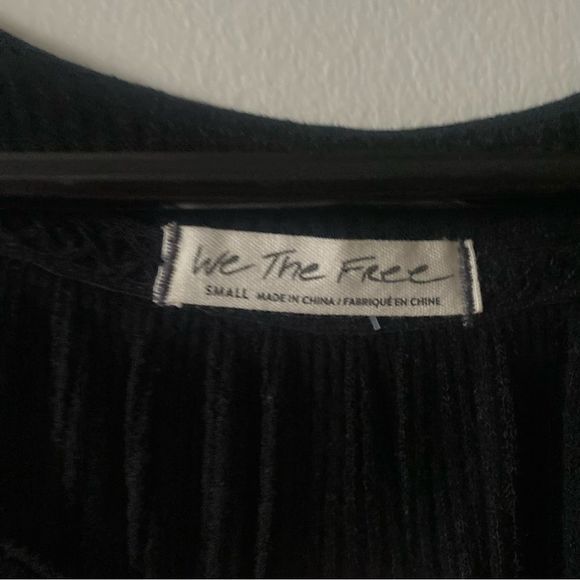 We The Free
SMALL MADE IN CHINA / FABRIQUÉ EN CHINE